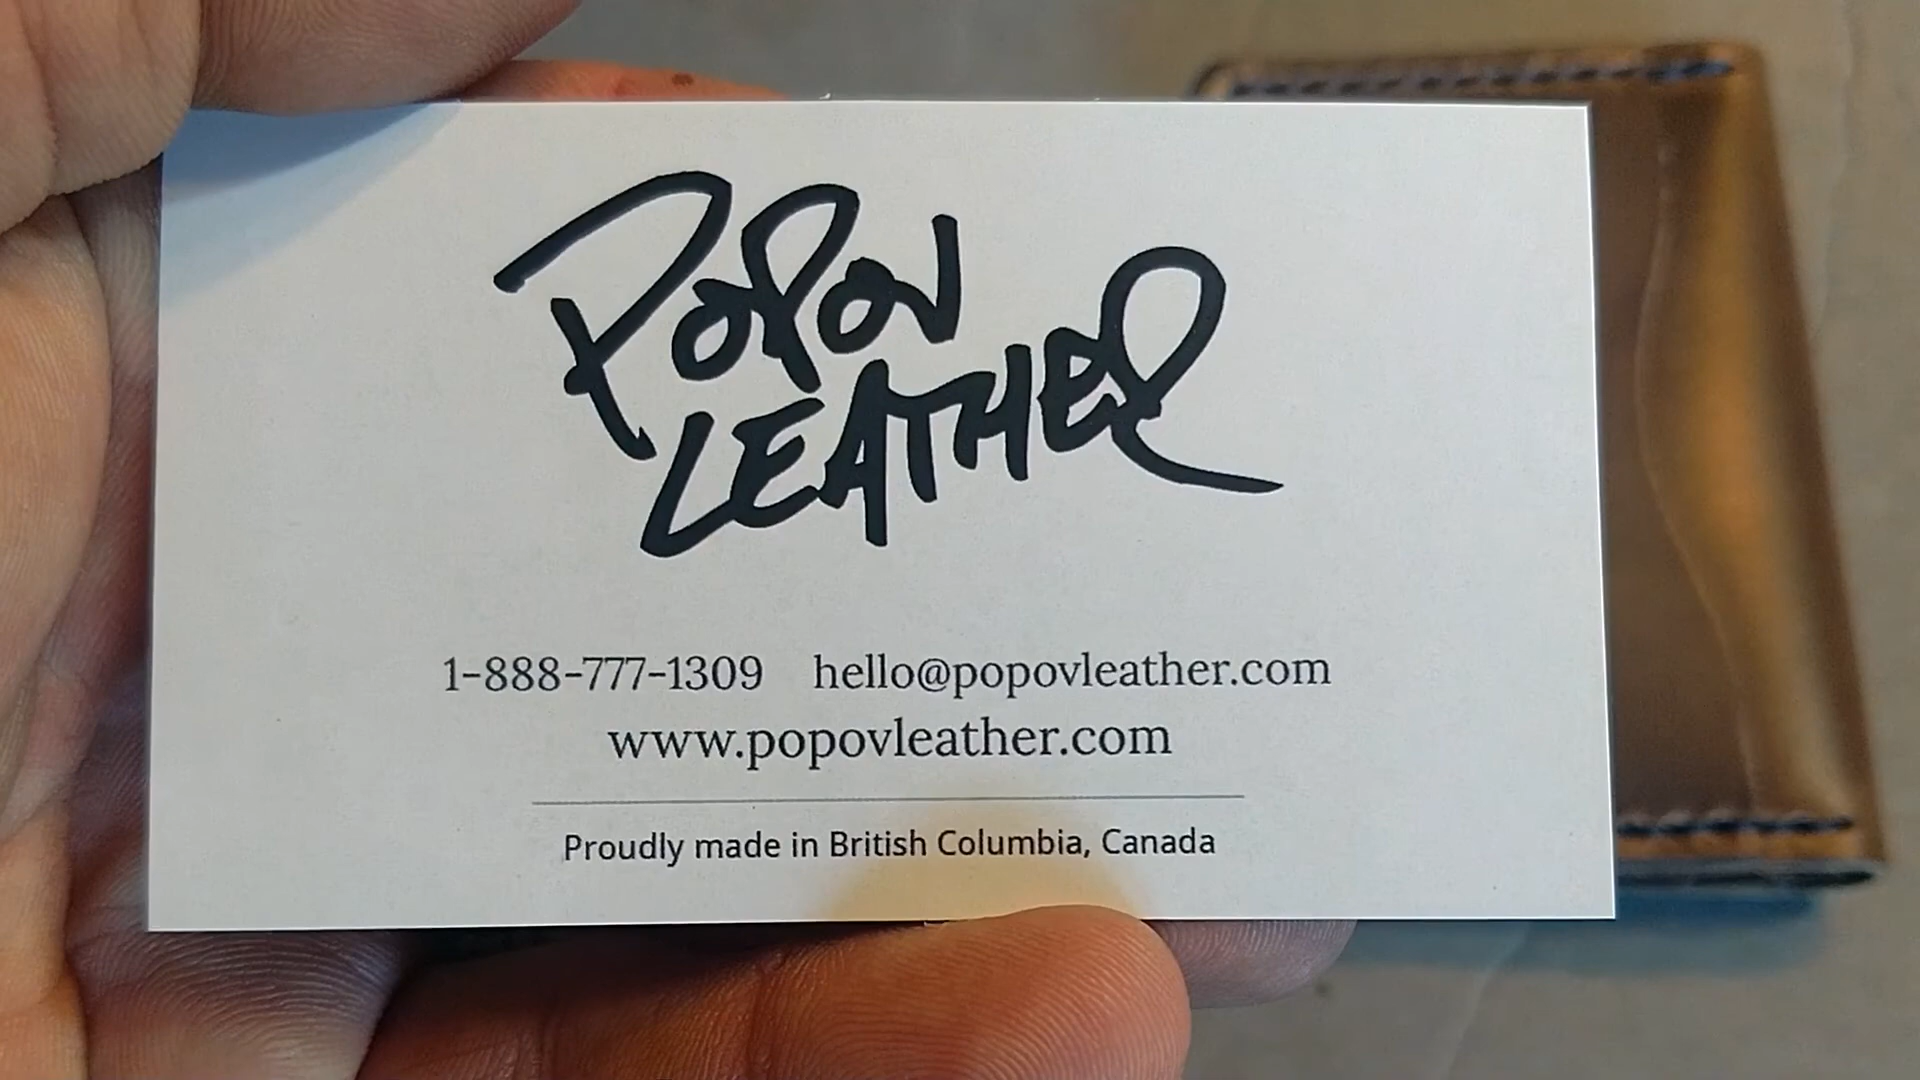 POPOV
LEATHER
1-888-777-1309 hello@popovleather.com
www.popovleather.com
Proudly made in British Columbia, Canada